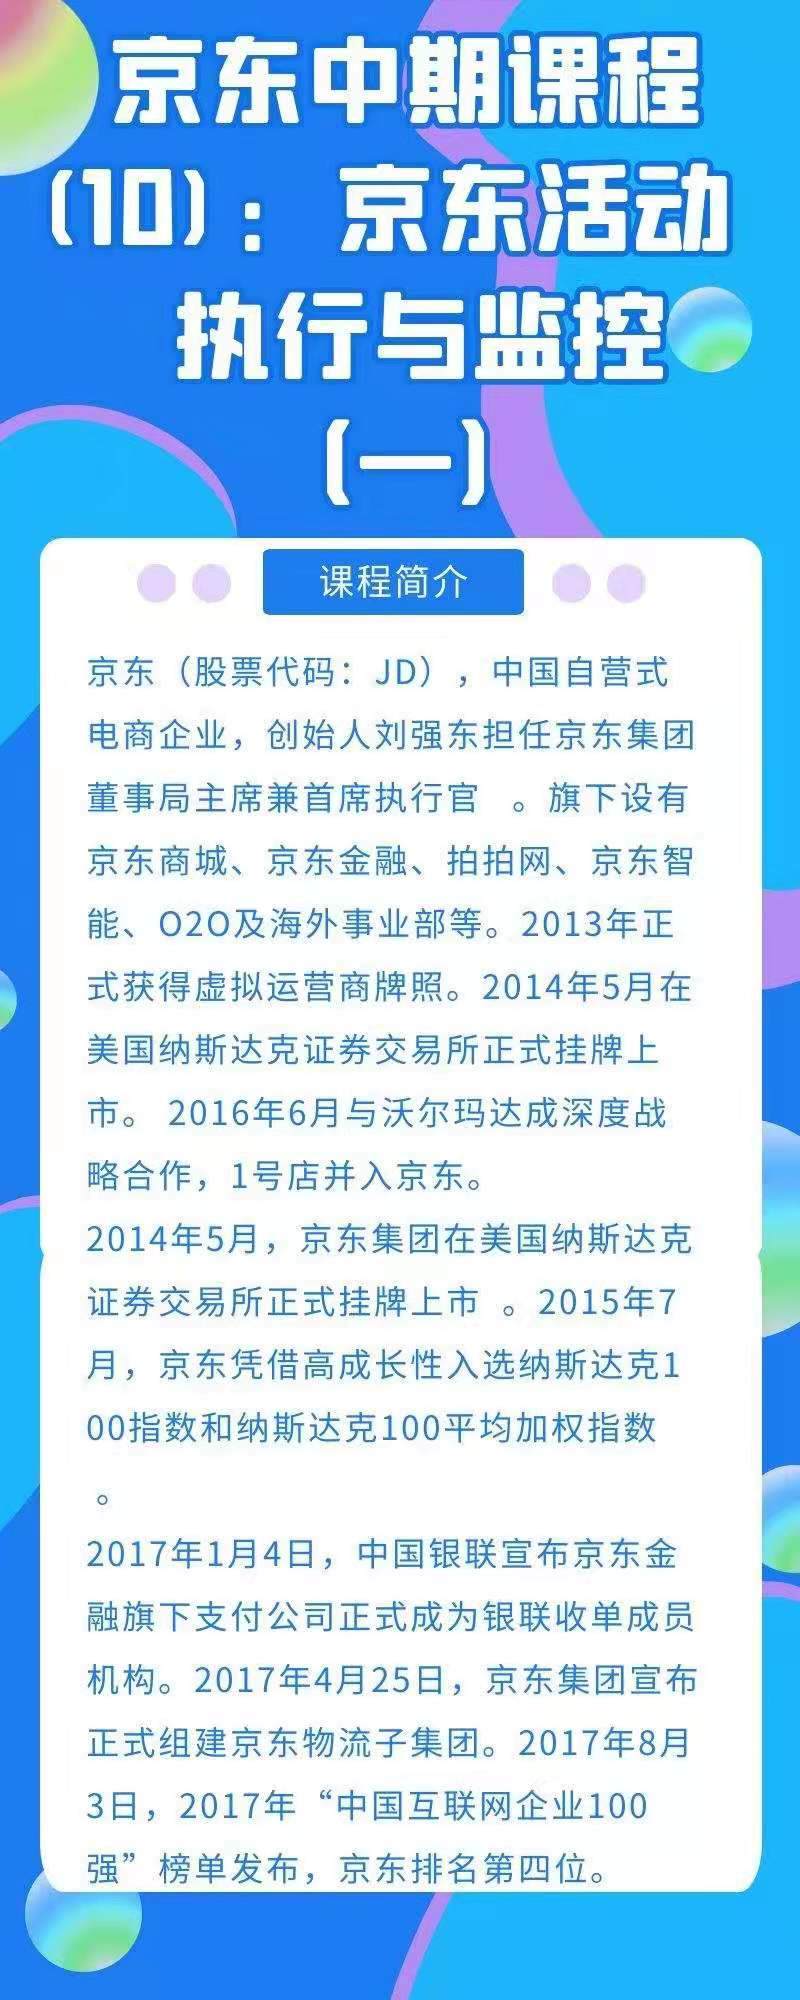 京东中期课程
(10)：京东活动
执行与监控
(一)
课程简介
京东（股票代码：JD），中国自营式
电商企业，创始人刘强东担任京东集团
董事局主席兼首席执行官 。旗下设有
京东商城、京东金融、拍拍网、京东智
能、O2O及海外事业部等。2013年正
式获得虚拟运营商牌照。2014年5月在
美国纳斯达克证券交易所正式挂牌上
市。 2016年6月与沃尔玛达成深度战
略合作，1号店并入京东。
2014年5月，京东集团在美国纳斯达克
证券交易所正式挂牌上市 。2015年7
月，京东凭借高成长性入选纳斯达克1
00指数和纳斯达克100平均加权指数
。
2017年1月4日，中国银联宣布京东金
融旗下支付公司正式成为银联收单成员
机构。2017年4月25日，京东集团宣布
正式组建京东物流子集团。2017年8月
3日，2017年“中国互联网企业100
强”榜单发布，京东排名第四位。